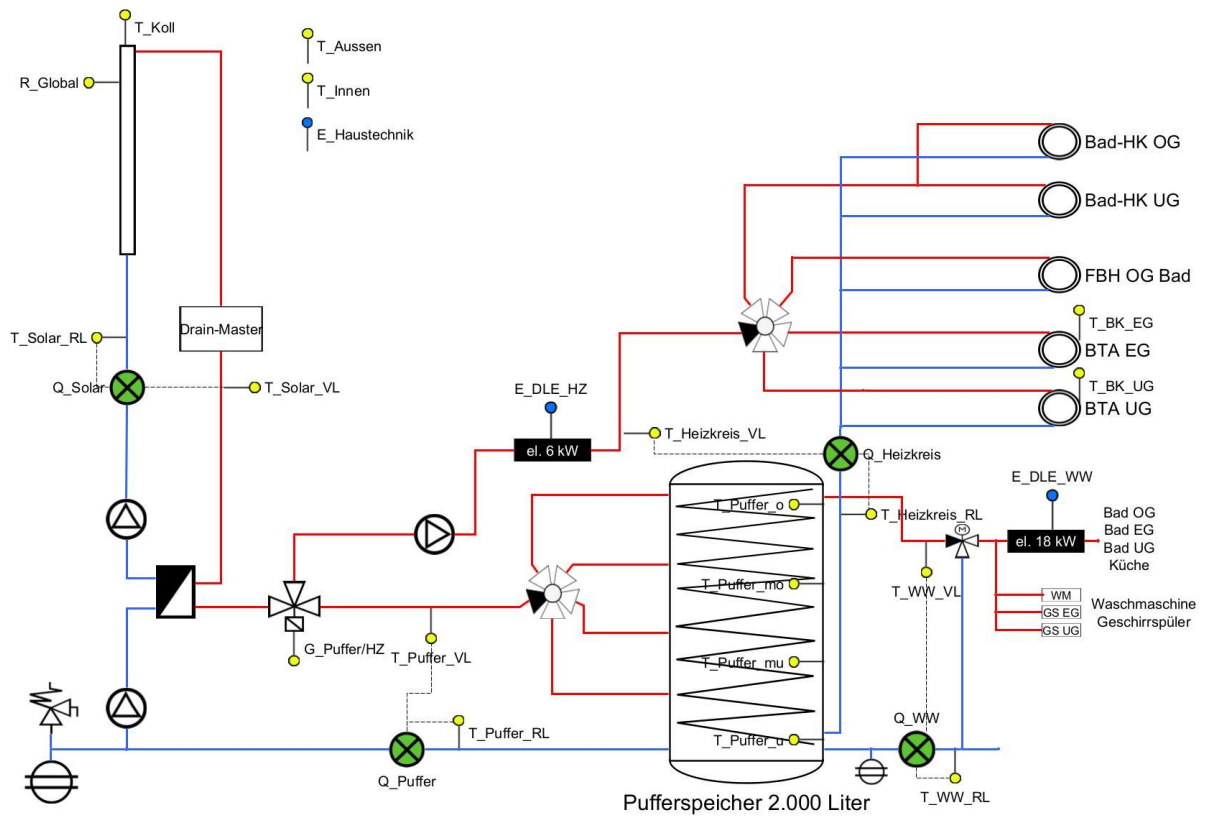 T_Koll
R_Global
T_Aussen
T_Innen
E_Haustechnik
Bad-HK OG
Bad-HK UG
FBH OG Bad
T_BK_EG
BTA EG
T_BK_UG
BTA UG
Drain-Master
T_Solar_RL
Q_Solar
T_Solar_VL
E_DLE_HZ
el. 6 kW
T_Heizkreis_VL
Q_Heizkreis
T_Heizkreis_RL
E_DLE_WW
M
el. 18 kW
Bad OG
Bad EG
Bad UG
Küche
T_Puffer_o
T_Puffer_mo
T_Puffer_mu
T_Puffer_u
T_WW_VL
WM
GS EG
GS UG
Waschmaschine
Geschirrspüler
G_Puffer/HZ
T_Puffer_VL
T_Puffer_RL
Q_Puffer
Q_WW
T_WW_RL
Pufferspeicher 2.000 Liter